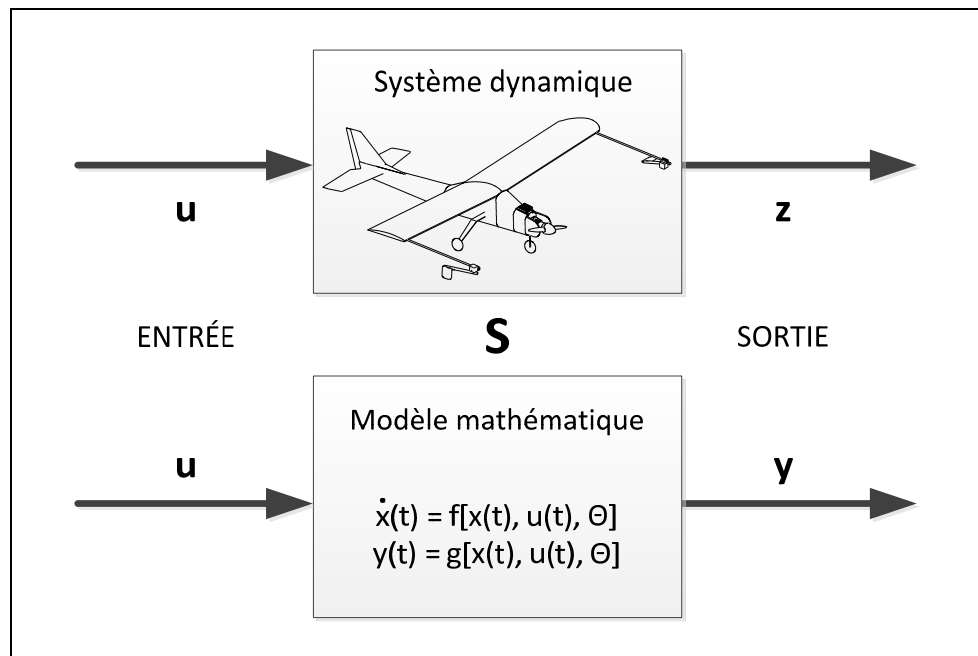 Système dynamique
u
z
ENTRÉE
S
SORTIE
Modèle mathématique
u
y
ẋ(t) = f[x(t), u(t), Θ]
y(t) = g[x(t), u(t), Θ]